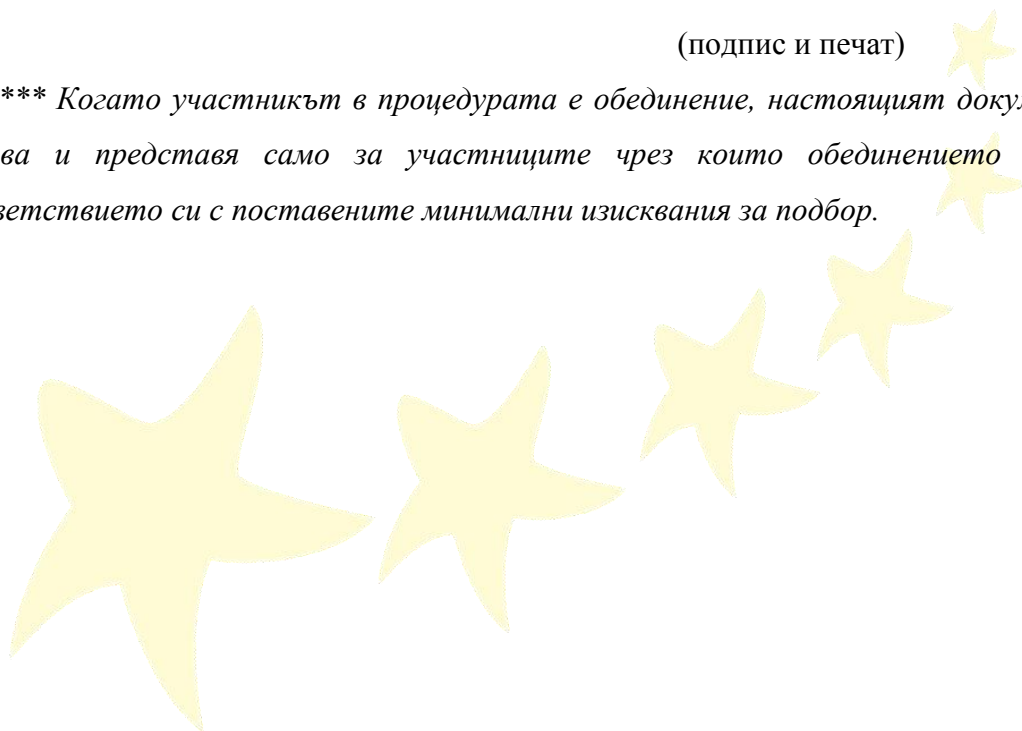 (подпис и печат)
*** Когато участникът в процедурата е обединение, настоящият доку
ва и представя само за участниците чрез които обединението
ветствието си с поставените минимални изисквания за подбор.